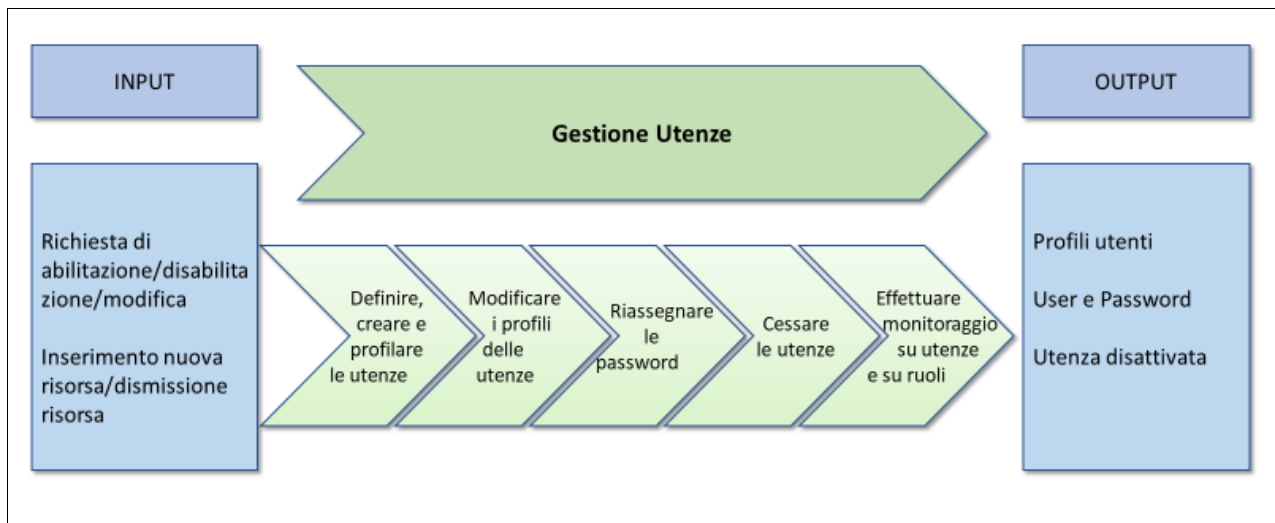 INPUT
Gestione Utenze
OUTPUT
Richiesta di
abilitazione/disabilita
zione/modifica
Inserimento nuova
risorsa/dismissione
risorsa
Definire,
creare e
profilare
le utenze
Modificare
i profili
delle
utenze
Riassegnare
le
password
Cessare
le utenze
Effettuare
monitoraggio
su utenze
e su ruoli
Profili utenti
User e Password
Utenza disattivata